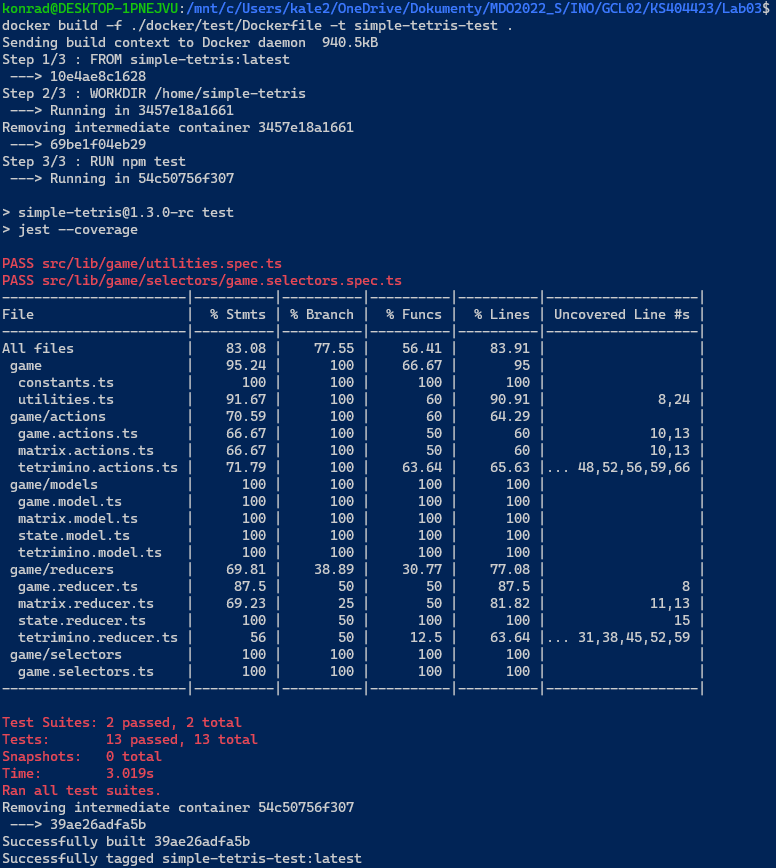 konrad@DESKTOP-1PNEJVU:/mnt/c/Users/kale2/OneDrive/Dokumenty/MDO2022_S/INO/GCL02/KS404423/Lab03$
docker build -f ./docker/test/Dockerfile -t simple-tetris-test .
Sending build context to Docker daemon  940.5kB
Step 1/3 : FROM simple-tetris:latest
 ---> 10e4ae8c1628
Step 2/3 : WORKDIR /home/simple-tetris
 ---> Running in 3457e18a1661
Removing intermediate container 3457e18a1661
 ---> 69be1f04eb29
Step 3/3 : RUN npm test
 ---> Running in 54c50756f307

> simple-tetris@1.3.0-rc test
> jest --coverage

PASS src/lib/game/utilities.spec.ts
PASS src/lib/game/selectors/game.selectors.spec.ts
-----------------------|----------|----------|----------|----------|-------------------|
File                   |  % Stmts | % Branch |  % Funcs |  % Lines | Uncovered Line #s |
-----------------------|----------|----------|----------|----------|-------------------|
All files              |    83.08 |    77.55 |    56.41 |    83.91 |                   |
 game                  |    95.24 |      100 |    66.67 |       95 |                   |
  constants.ts         |      100 |      100 |      100 |      100 |                   |
  utilities.ts         |    91.67 |      100 |       60 |    90.91 |              8,24 |
 game/actions          |    70.59 |      100 |       60 |    64.29 |                   |
  game.actions.ts      |    66.67 |      100 |       50 |       60 |             10,13 |
  matrix.actions.ts    |    66.67 |      100 |       50 |       60 |             10,13 |
  tetrimino.actions.ts |    71.79 |      100 |    63.64 |    65.63 |... 48,52,56,59,66 |
 game/models           |      100 |      100 |      100 |      100 |                   |
  game.model.ts        |      100 |      100 |      100 |      100 |                   |
  matrix.model.ts      |      100 |      100 |      100 |      100 |                   |
  state.model.ts       |      100 |      100 |      100 |      100 |                   |
  tetrimino.model.ts   |      100 |      100 |      100 |      100 |                   |
 game/reducers         |    69.81 |    38.89 |    30.77 |    77.08 |                   |
  game.reducer.ts      |     87.5 |       50 |       50 |     87.5 |                 8 |
  matrix.reducer.ts    |    69.23 |       25 |       50 |    81.82 |             11,13 |
  state.reducer.ts     |      100 |       50 |      100 |      100 |                15 |
  tetrimino.reducer.ts |       56 |       50 |     12.5 |    63.64 |... 31,38,45,52,59 |
 game/selectors        |      100 |      100 |      100 |      100 |                   |
  game.selectors.ts    |      100 |      100 |      100 |      100 |                   |
-----------------------|----------|----------|----------|----------|-------------------|

Test Suites: 2 passed, 2 total
Tests:       13 passed, 13 total
Snapshots:   0 total
Time:        3.019s
Ran all test suites.
Removing intermediate container 54c50756f307
 ---> 39ae26adfa5b
Successfully built 39ae26adfa5b
Successfully tagged simple-tetris-test:latest